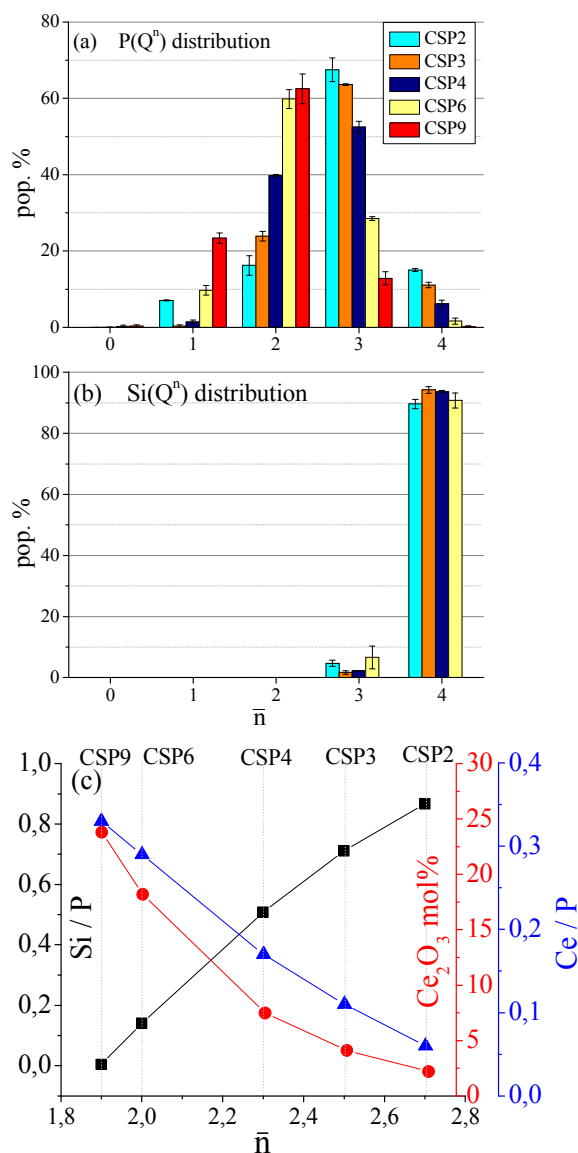 (a) P(Qⁿ) distribution
CSP2
CSP3
CSP4
CSP6
CSP9
80
60
40
20
0
pop. %
0 1 2 3 4
(b) Si(Qⁿ) distribution
100
80
60
40
20
0
pop. %
0 1 2 3 4
n̄
(c)
CSP9 CSP6 CSP4 CSP3 CSP2
1,0
0,8
0,6
0,4
0,2
0,0
Si / P
30
25
20
15
10
5
0
Ce₂O₃ mol%
0,4
0,3
0,2
0,1
0,0
Ce / P
1,8 2,0 2,2 2,4 2,6 2,8
n̄